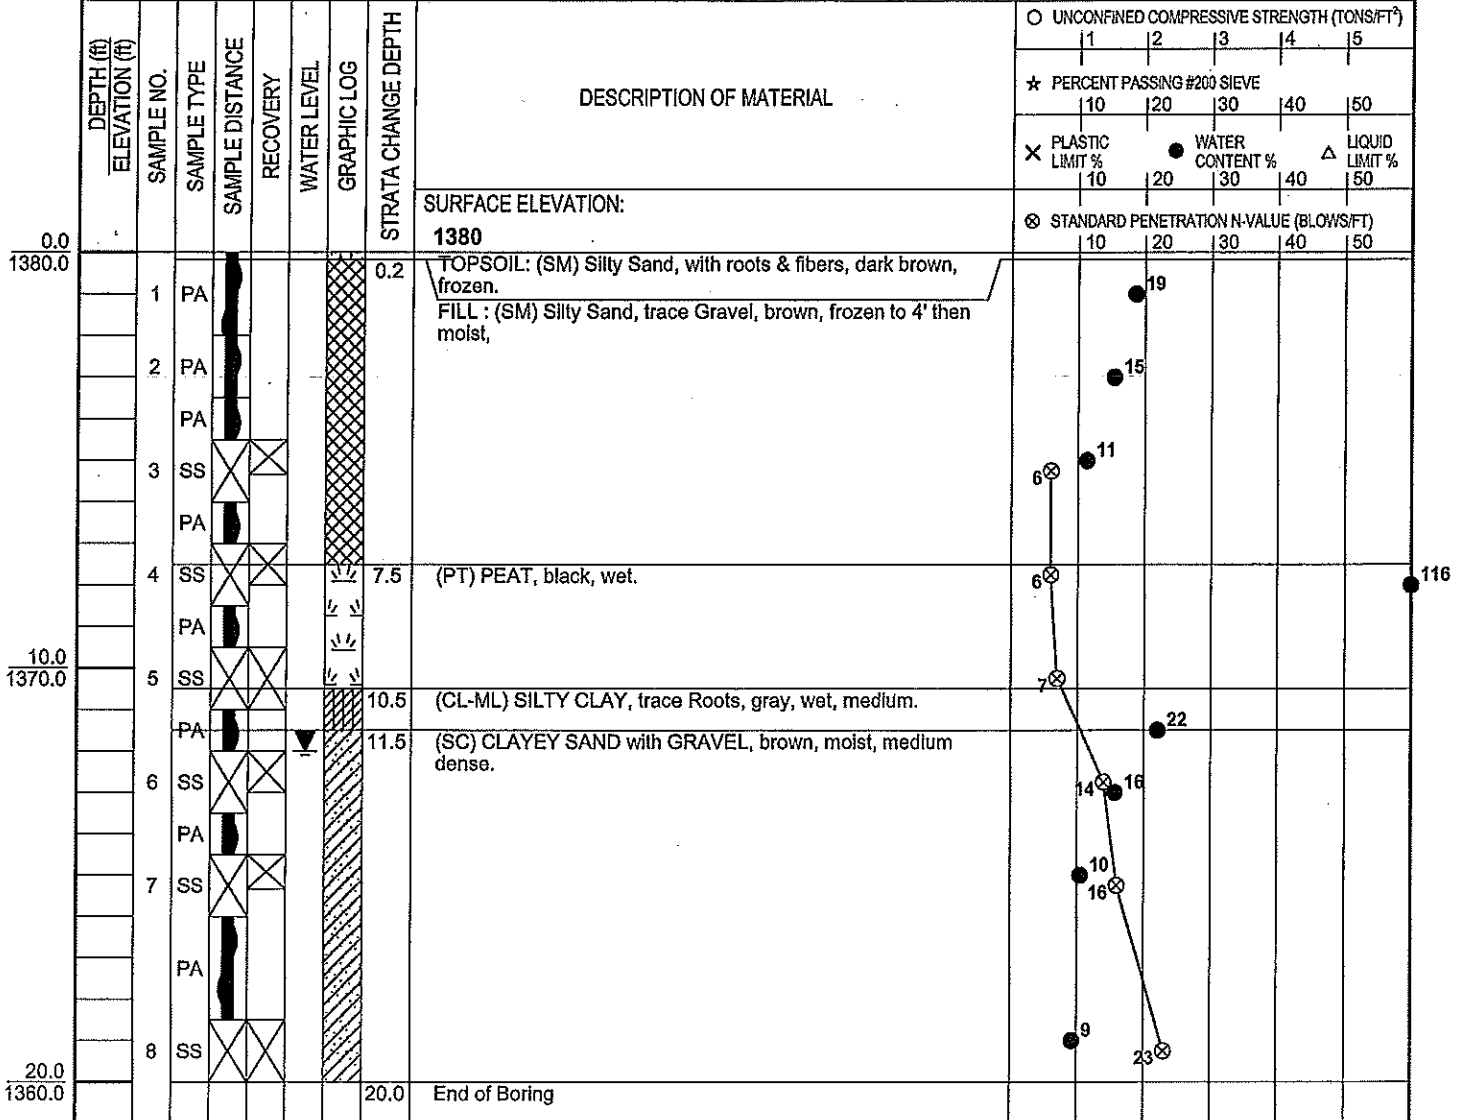 DEPTH (ft)
ELEVATION (ft)
SAMPLE NO.
SAMPLE TYPE
SAMPLE DISTANCE
RECOVERY
WATER LEVEL
GRAPHIC LOG
STRATA CHANGE DEPTH
DESCRIPTION OF MATERIAL
SURFACE ELEVATION:
1380
UNCONFINED COMPRESSIVE STRENGTH (TONS/FT²)
1 2 3 4 5
☆ PERCENT PASSING #200 SIEVE
10 20 30 40 50
X PLASTIC LIMIT % ● WATER CONTENT % △ LIQUID LIMIT %
10 20 30 40 50
⊗ STANDARD PENETRATION N-VALUE (BLOWS/FT)
10 20 30 40 50
0.0
1380.0
0.2 TOPSOIL: (SM) Silty Sand, with roots & fibers, dark brown,
frozen.
1 PA 19
FILL : (SM) Silty Sand, trace Gravel, brown, frozen to 4' then
moist,
2 PA 15
PA
3 SS 6 11
PA
4 SS 7.5 (PT) PEAT, black, wet. 6 116
PA
10.0
1370.0
5 SS 7
10.5 (CL-ML) SILTY CLAY, trace Roots, gray, wet, medium.
PA 22
11.5 (SC) CLAYEY SAND with GRAVEL, brown, moist, medium
dense.
6 SS 14 16
PA
7 SS 10
16
PA
8 SS 9 23
20.0
1360.0
20.0 End of Boring